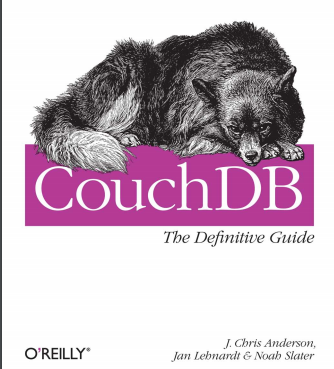 CouchDB
The Definitive Guide
O'REILLY®
J. Chris Anderson,
Jan Lehnardt & Noah Slater